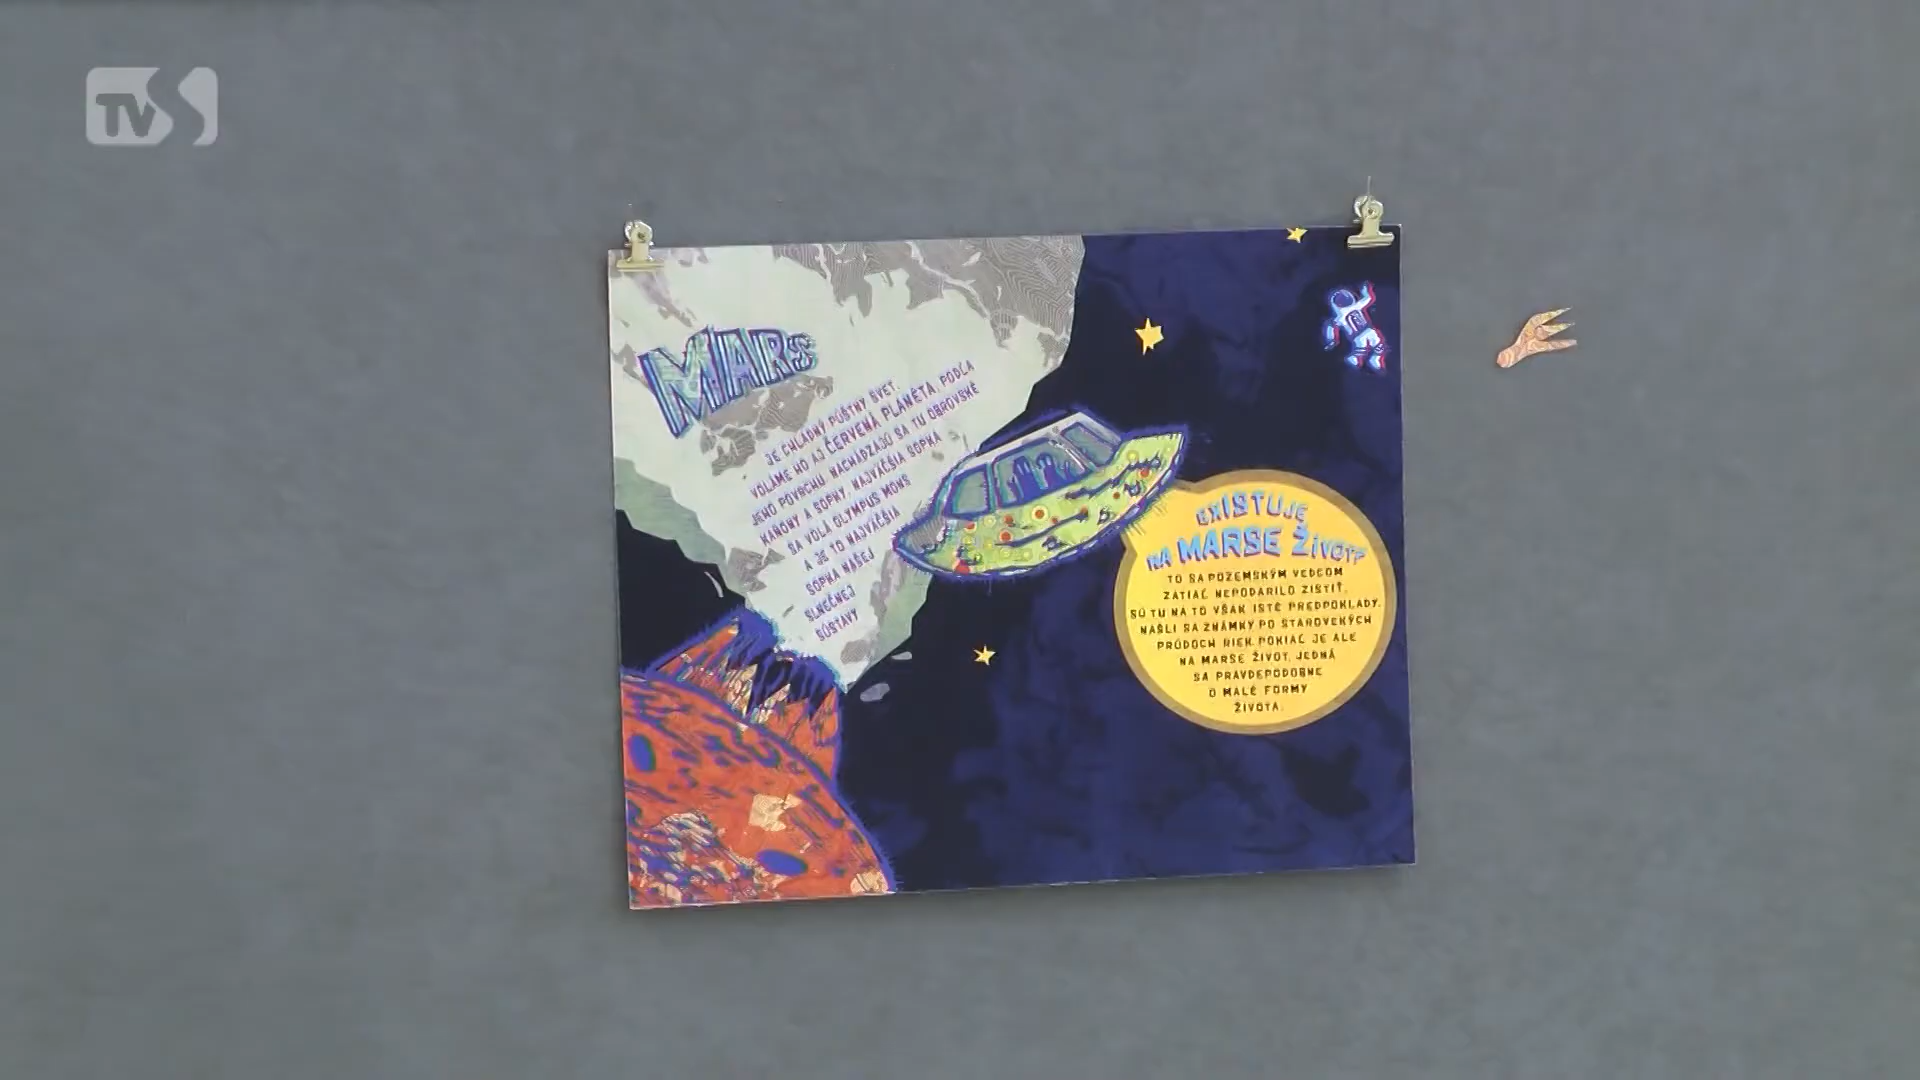 TVS
MARS
JE CHLADNÝ PÚŠTNY SVET.
VOLÁME HO AJ ČERVENÁ PLANÉTA, PODĽA
JEHO POVRCHU. NACHÁDZAJÚ SA TU OBROVSKÉ
KAŇONY A SOPKY. NAJVÄČŠIA SOPKA
SA VOLÁ OLYMPUS MONS
A JE TO NAJVÄČŠIA
SOPKA NAŠEJ
SLNEČNEJ
SÚSTAVY
EXISTUJE
NA MARSE ŽIVOT?
TO SA POZEMSKÝM VEDCOM
ZATIAĽ NEPODARILO ZISTIŤ,
SÚ TU NA TO VŠAK ISTÉ PREDPOKLADY.
NAŠLI SA ZNÁMKY PO STAROVEKÝCH
PRÚDOCH RIEK. POKIAĽ JE ALE
NA MARSE ŽIVOT, JEDNÁ
SA PRAVDEPODOBNE
O MALÉ FORMY
ŽIVOTA.